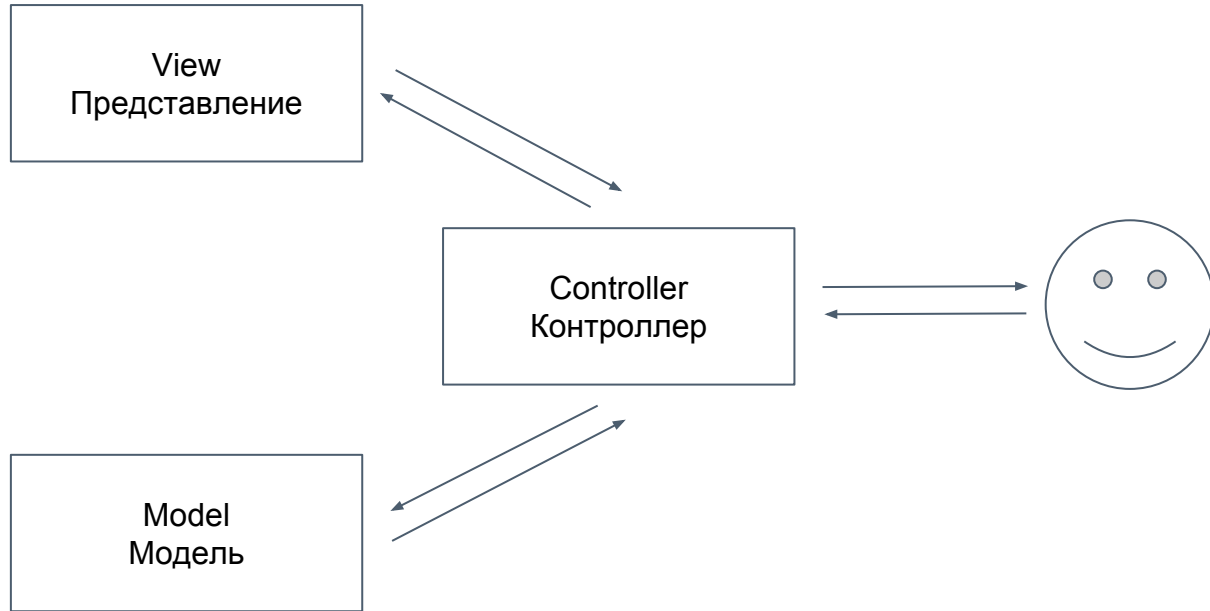 View
Представление
Controller
Контроллер
Model
Модель